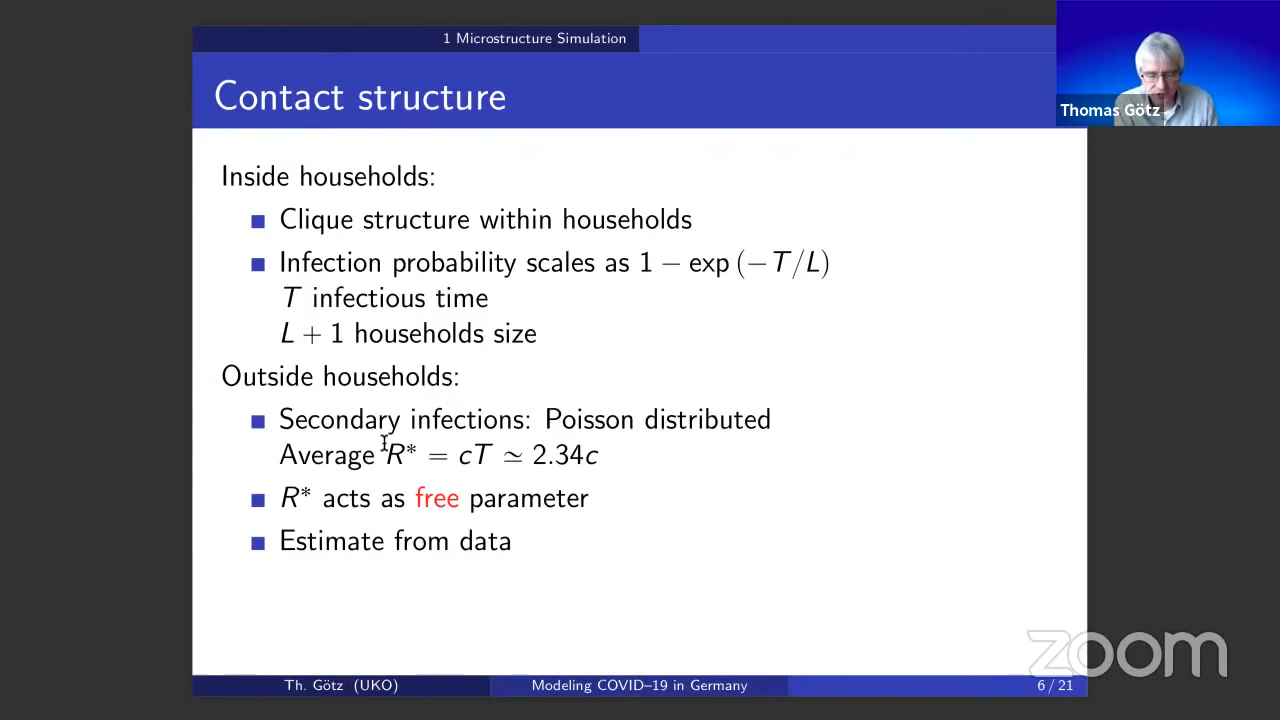 1 Microstructure Simulation
Contact structure
Thomas Götz
Inside households:
Clique structure within households
Infection probability scales as 1 − exp (−T/L)
T infectious time
L + 1 households size
Outside households:
Secondary infections: Poisson distributed
Average R* = cT ≃ 2.34c
R* acts as free parameter
Estimate from data
zoom
Th. Götz (UKO) Modeling COVID–19 in Germany 6 / 21